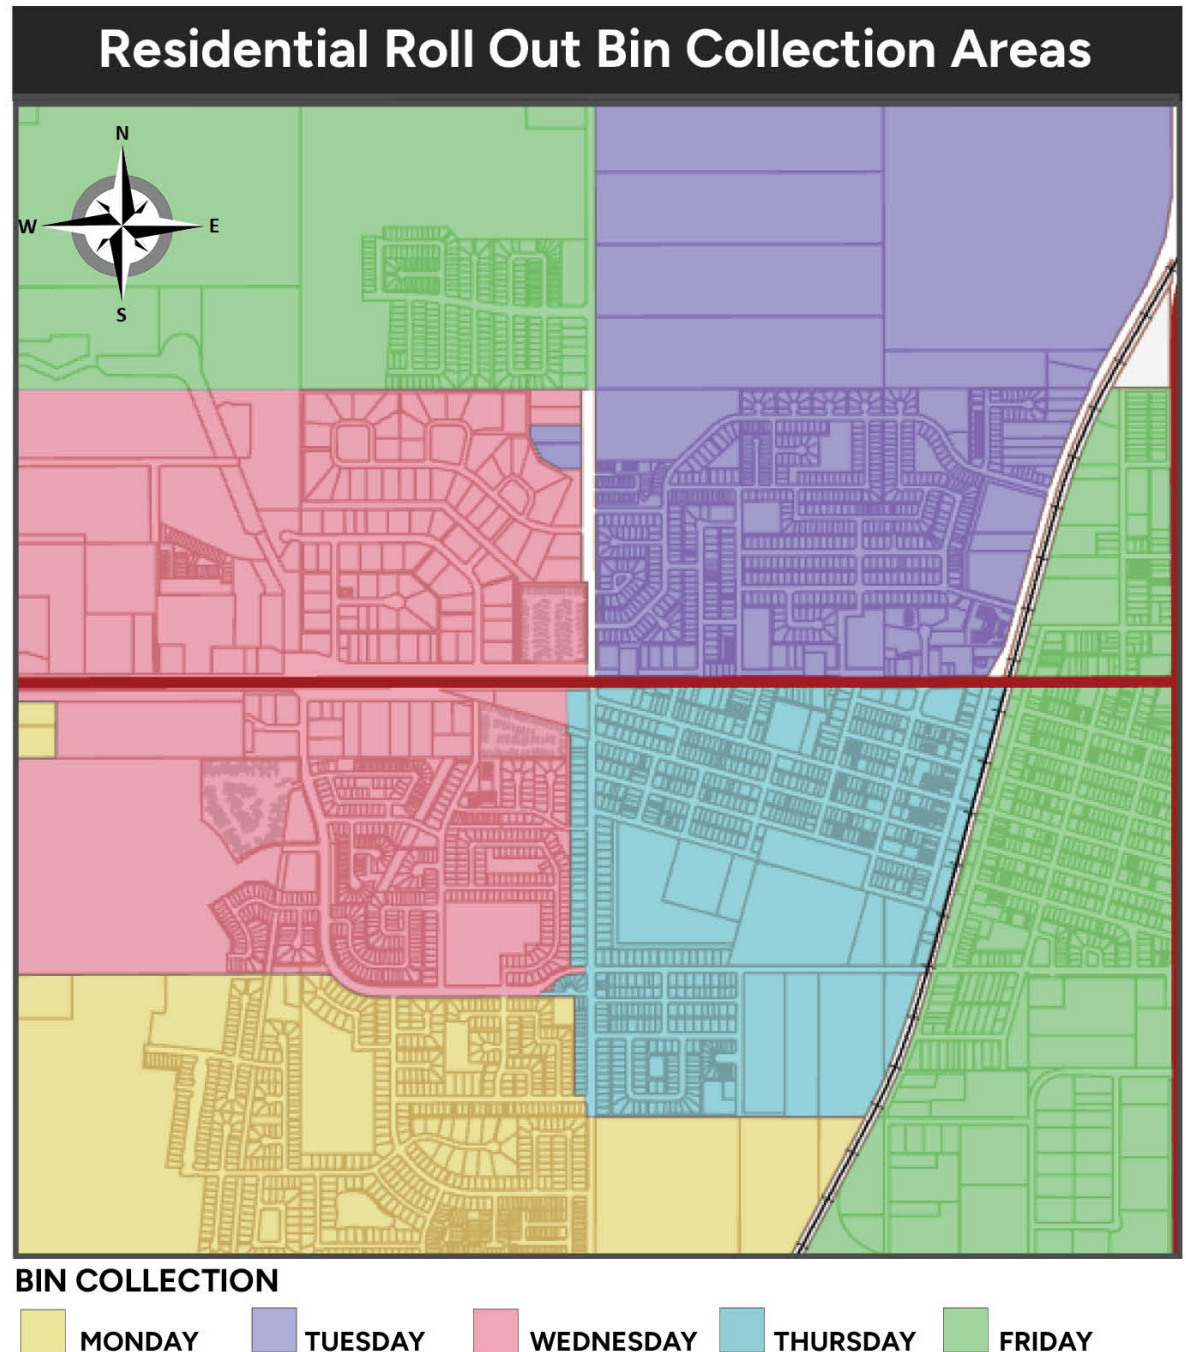 Residential Roll Out Bin Collection Areas
N
W
E
S
BIN COLLECTION
MONDAY
TUESDAY
WEDNESDAY
THURSDAY
FRIDAY